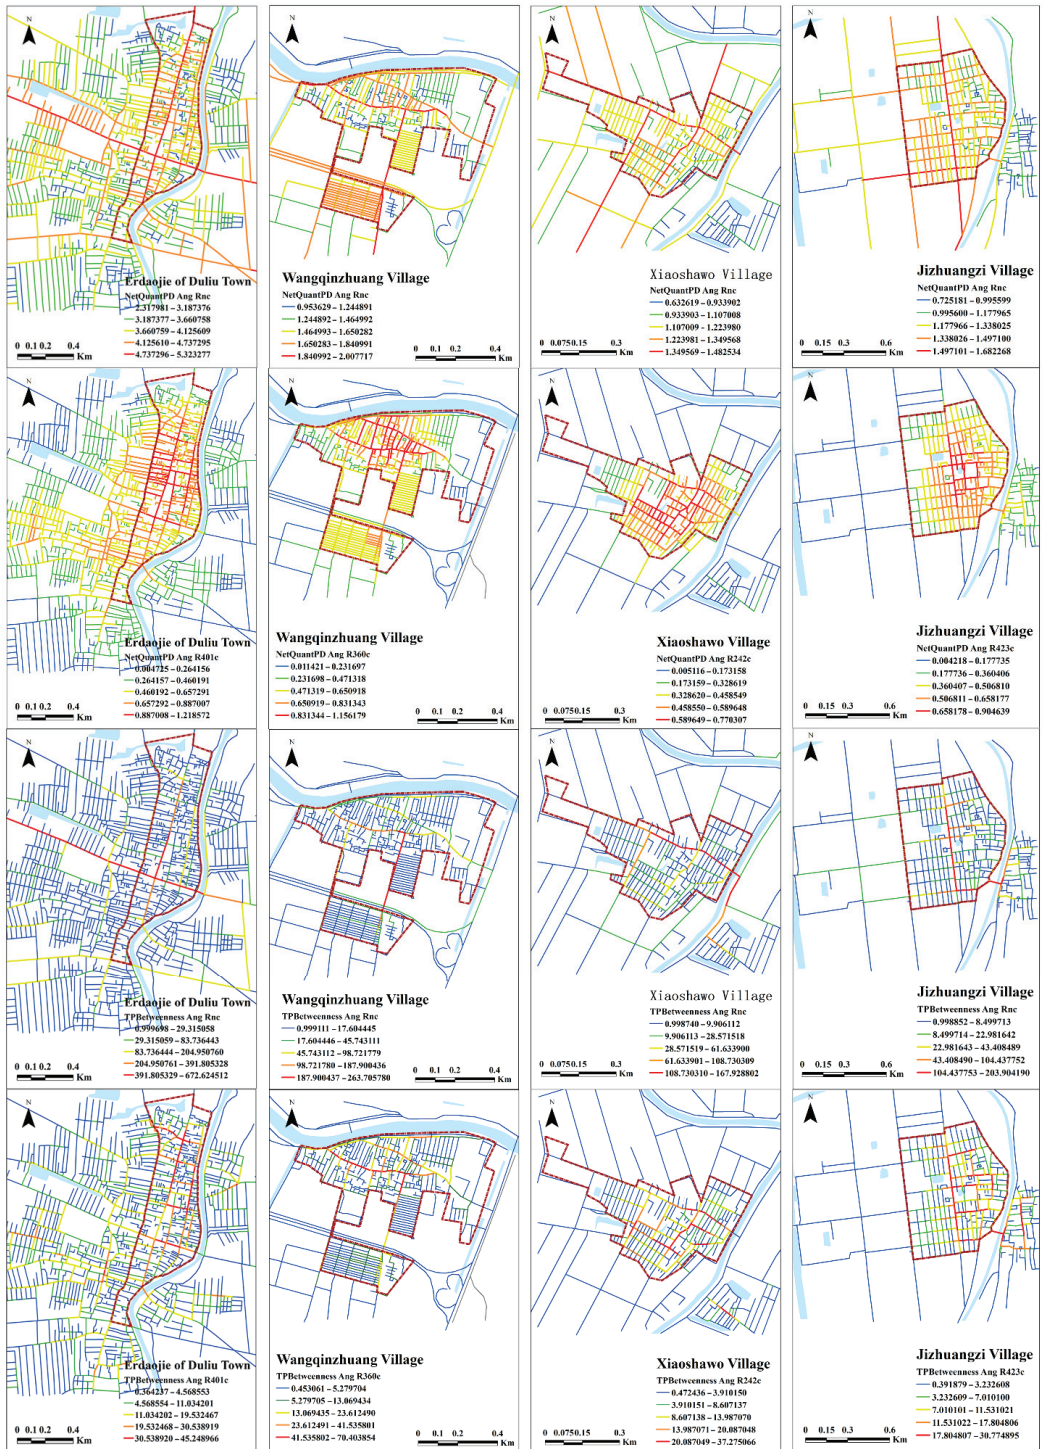 N
Erdaojie of Duliu Town
NetQuantPD Ang Rnc
2.317981 – 3.187376
3.187377 – 3.660758
3.660759 – 4.125609
4.125610 – 4.737295
4.737296 – 5.323277
0 0.1 0.2 0.4
Km
N
Wangqinzhuang Village
NetQuantPD Ang Rnc
0.953629 – 1.244891
1.244892 – 1.464992
1.464993 – 1.650282
1.650283 – 1.840991
1.840992 – 2.007717
0 0.2 0.4
Km
N
Xiaoshawo Village
NetQuantPD Ang Rnc
0.632619 – 0.933902
0.933903 – 1.107008
1.107009 – 1.223980
1.223981 – 1.349568
1.349569 – 1.482534
0 0.075 0.15 0.3
Km
N
Jizhuangzi Village
NetQuantPD Ang Rnc
0.725181 – 0.995599
0.995600 – 1.177965
1.177966 – 1.338025
1.338026 – 1.497100
1.497101 – 1.682268
0 0.15 0.3 0.6
Km
N
Erdaojie of Duliu Town
NetQuantPD Ang R401c
0.004725 – 0.264156
0.264157 – 0.460191
0.460192 – 0.657291
0.657292 – 0.887007
0.887008 – 1.218572
0 0.1 0.2 0.4
Km
N
Wangqinzhuang Village
NetQuantPD Ang R360c
0.011421 – 0.231697
0.231698 – 0.471318
0.471319 – 0.650918
0.650919 – 0.831343
0.831344 – 1.156179
0 0.2 0.4
Km
N
Xiaoshawo Village
NetQuantPD Ang R242c
0.005116 – 0.173158
0.173159 – 0.328619
0.328620 – 0.458549
0.458550 – 0.589648
0.589649 – 0.770307
0 0.075 0.15 0.3
Km
N
Jizhuangzi Village
NetQuantPD Ang R423c
0.004218 – 0.177735
0.177736 – 0.360406
0.360407 – 0.506810
0.506811 – 0.658177
0.658178 – 0.904639
0 0.15 0.3 0.6
Km
N
Erdaojie of Duliu Town
TPBetweenness Ang Rnc
0.999698 – 29.315058
29.315059 – 83.736443
83.736444 – 204.950760
204.950761 – 391.805328
391.805329 – 672.624512
0 0.1 0.2 0.4
Km
N
Wangqinzhuang Village
TPBetweenness Ang Rnc
0.999111 – 17.604445
17.604446 – 45.743111
45.743112 – 98.721779
98.721780 – 187.900436
187.900437 – 263.705780
0 0.2 0.4
Km
N
Xiaoshawo Village
TPBetweenness Ang Rnc
0.998740 – 9.906112
9.906113 – 28.571518
28.571519 – 61.633900
61.633901 – 108.730309
108.730310 – 167.928802
0 0.075 0.15 0.3
Km
N
Jizhuangzi Village
TPBetweenness Ang Rnc
0.998852 – 8.499713
8.499714 – 22.981642
22.981643 – 43.408489
43.408490 – 104.437752
104.437753 – 203.904190
0 0.15 0.3 0.6
Km
N
Erdaojie of Duliu Town
TPBetweenness Ang R401c
0.364237 – 4.568553
4.568554 – 11.034201
11.034202 – 19.532467
19.532468 – 30.538919
30.538920 – 45.248966
0 0.1 0.2 0.4
Km
N
Wangqinzhuang Village
TPBetweenness Ang R360c
0.453061 – 5.279704
5.279705 – 13.069434
13.069435 – 23.612490
23.612491 – 41.535801
41.535802 – 70.403854
0 0.2 0.4
Km
N
Xiaoshawo Village
TPBetweenness Ang R242c
0.472436 – 3.910150
3.910151 – 8.607137
8.607138 – 13.987070
13.987071 – 20.087048
20.087049 – 37.275066
0 0.075 0.15 0.3
Km
N
Jizhuangzi Village
TPBetweenness Ang R423c
0.391879 – 3.232608
3.232609 – 7.010100
7.010101 – 11.531021
11.531022 – 17.804806
17.804807 – 30.774895
0 0.15 0.3 0.6
Km